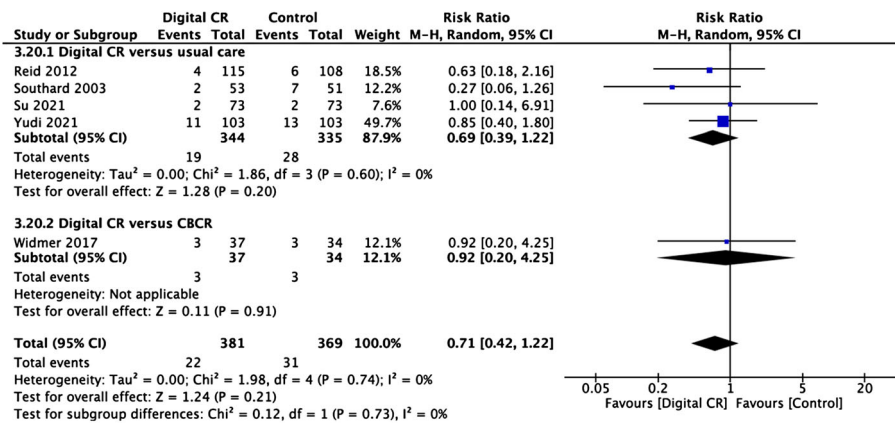 Digital CR Control Risk Ratio Risk Ratio
Study or Subgroup Events Total Events Total Weight M-H, Random, 95% CI M-H, Random, 95% CI
3.20.1 Digital CR versus usual care
Reid 2012 4 115 6 108 18.5% 0.63 [0.18, 2.16]
Southard 2003 2 53 7 51 12.2% 0.27 [0.06, 1.26]
Su 2021 2 73 2 73 7.6% 1.00 [0.14, 6.91]
Yudi 2021 11 103 13 103 49.7% 0.85 [0.40, 1.80]
Subtotal (95% CI) 344 335 87.9% 0.69 [0.39, 1.22]
Total events 19 28
Heterogeneity: Tau² = 0.00; Chi² = 1.86, df = 3 (P = 0.60); I² = 0%
Test for overall effect: Z = 1.28 (P = 0.20)
3.20.2 Digital CR versus CBCR
Widmer 2017 3 37 3 34 12.1% 0.92 [0.20, 4.25]
Subtotal (95% CI) 37 34 12.1% 0.92 [0.20, 4.25]
Total events 3 3
Heterogeneity: Not applicable
Test for overall effect: Z = 0.11 (P = 0.91)
Total (95% CI) 381 369 100.0% 0.71 [0.42, 1.22]
Total events 22 31
Heterogeneity: Tau² = 0.00; Chi² = 1.98, df = 4 (P = 0.74); I² = 0%
Test for overall effect: Z = 1.24 (P = 0.21)
Test for subgroup differences: Chi² = 0.12, df = 1 (P = 0.73), I² = 0%
0.05 0.2 1 5 20
Favours [Digital CR] Favours [Control]